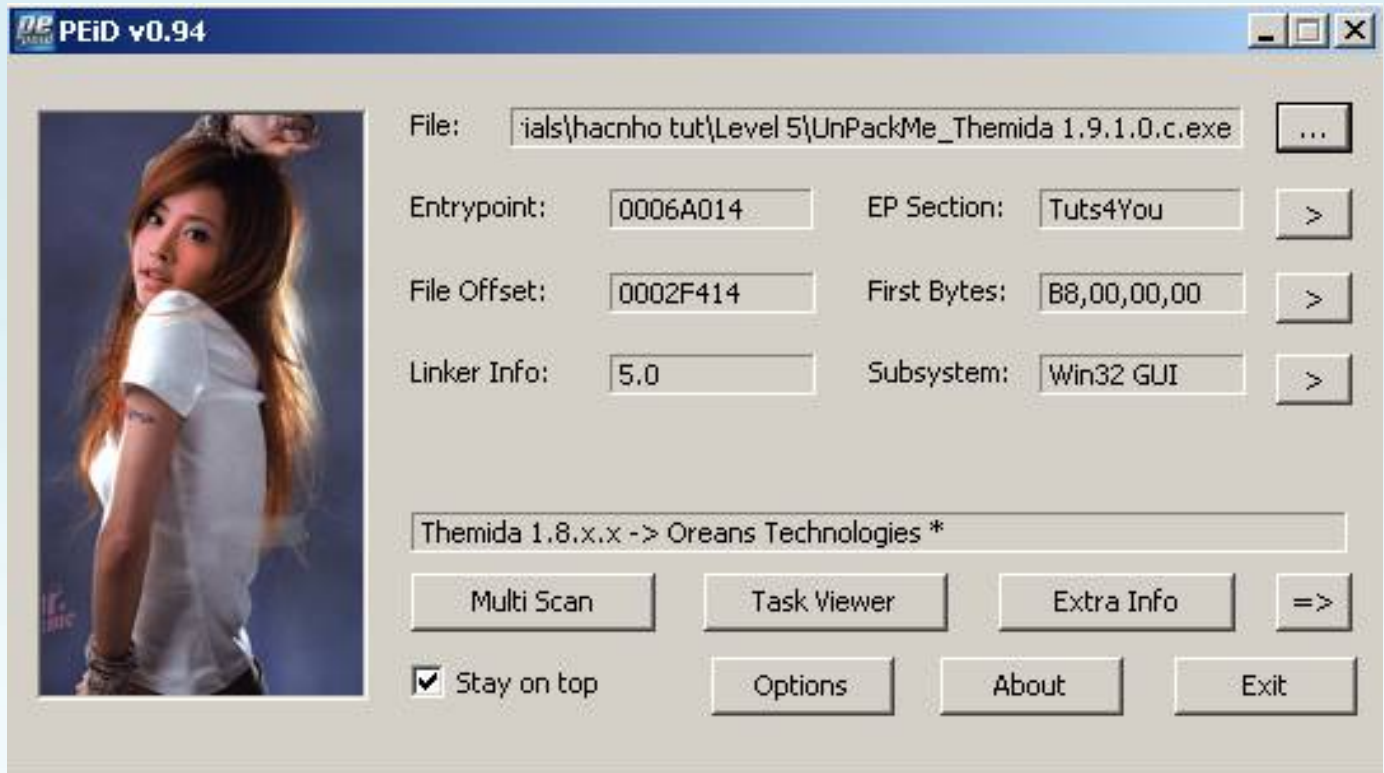 PEiD v0.94
File: ials\hacnho tut\Level 5\UnPackMe_Themida 1.9.1.0.c.exe ...
Entrypoint: 0006A014 EP Section: Tuts4You >
File Offset: 0002F414 First Bytes: B8,00,00,00 >
Linker Info: 5.0 Subsystem: Win32 GUI >
Themida 1.8.x.x -> Oreans Technologies *
Multi Scan Task Viewer Extra Info =>
Stay on top Options About Exit